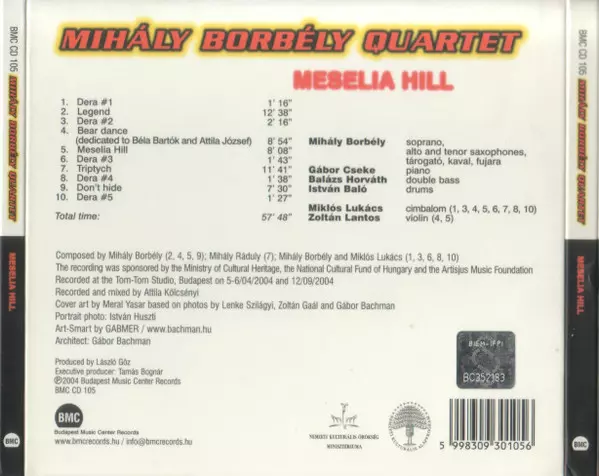 BMC CD 105 MIHÁLY BORBÉLY QUARTET MESELIA HILL BMC
MIHÁLY BORBÉLY QUARTET
MESELIA HILL
1. Dera #1 1' 16"
2. Legend 12' 38"
3. Dera #2 2' 16"
4. Bear dance
(dedicated to Béla Bartók and Attila József) 8' 54"
5. Meselia Hill 8' 08"
6. Dera #3 1' 43"
7. Triptych 11' 41"
8. Dera #4 1' 38"
9. Don't hide 7' 30"
10. Dera #5 1' 27"
Total time: 57' 48"
Mihály Borbély soprano,
alto and tenor saxophones,
tárogató, kaval, fujara
Gábor Cseke piano
Balázs Horváth double bass
István Baló drums
Miklós Lukács cimbalom (1, 3, 4, 5, 6, 7, 8, 10)
Zoltán Lantos violin (4, 5)
Composed by Mihály Borbély (2, 4, 5, 9); Mihály Ráduly (7); Mihály Borbély and Miklós Lukács (1, 3, 6, 8, 10)
The recording was sponsored by the Ministry of Cultural Heritage, the National Cultural Fund of Hungary and the Artisjus Music Foundation
Recorded at the Tom-Tom Studio, Budapest on 5-6/04/2004 and 12/09/2004
Recorded and mixed by Attila Kölcsényi
Cover art by Meral Yasar based on photos by Lenke Szilágyi, Zoltán Gaál and Gábor Bachman
Portrait photo: István Huszti
Art-Smart by GABMER / www.bachman.hu
Architect: Gábor Bachman
Produced by László Göz
Executive producer: Tamás Bognár
℗2004 Budapest Music Center Records
BMC CD 105
BIEM-IFPI
BC352183
BMC
Budapest Music Center Records
www.bmcrecords.hu / info@bmcrecords.hu
NEMZETI KULTURÁLIS ÖRÖKSÉG
MINISZTÉRIUMA
5 998309 301056
BMC CD 105 MIHÁLY BORBÉLY QUARTET MESELIA HILL BMC